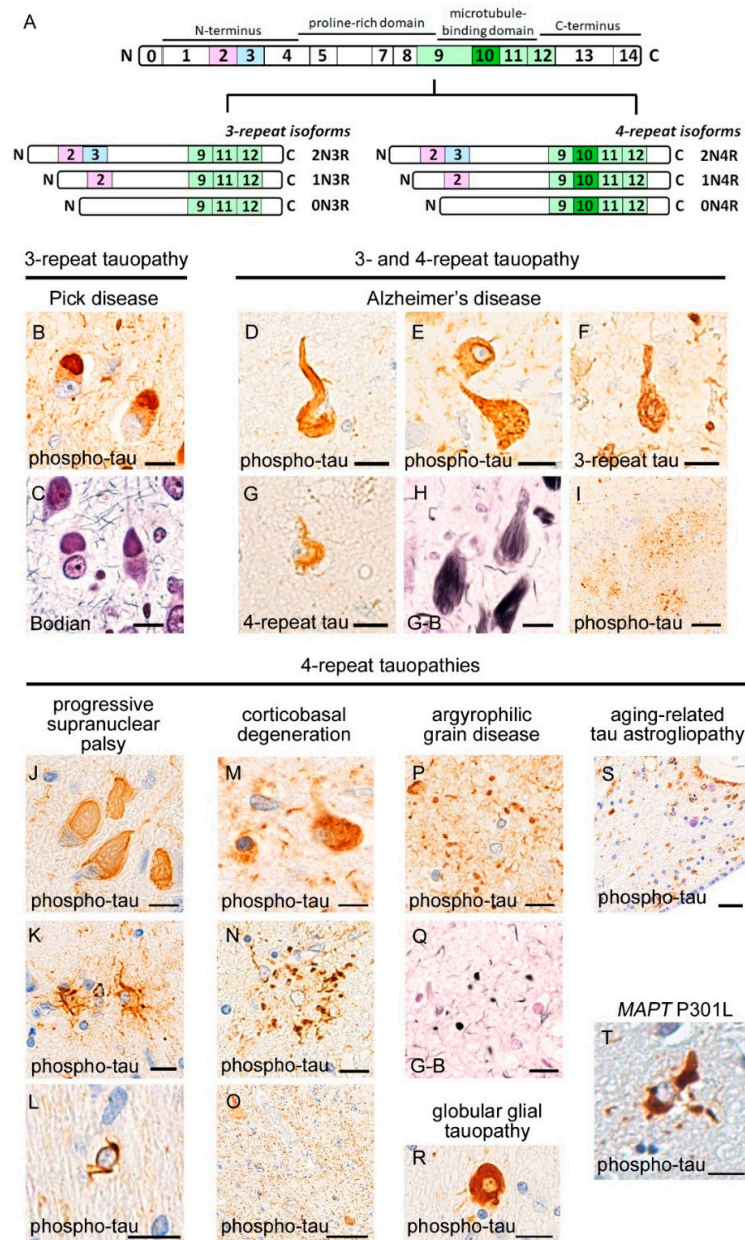 A
N-terminus
proline-rich domain
microtubule-
binding domain
C-terminus
N 0 1 2 3 4 5 7 8 9 10 11 12 13 14 C
3-repeat isoforms
N 2 3 9 11 12 C 2N3R
N 2 9 11 12 C 1N3R
N 9 11 12 C 0N3R
4-repeat isoforms
N 2 3 9 10 11 12 C 2N4R
N 2 9 10 11 12 C 1N4R
N 9 10 11 12 C 0N4R
3-repeat tauopathy
3- and 4-repeat tauopathy
Pick disease
Alzheimer's disease
B
phospho-tau
D
phospho-tau
E
phospho-tau
F
3-repeat tau
C
Bodian
G
4-repeat tau
H
G-B
I
phospho-tau
4-repeat tauopathies
progressive
supranuclear
palsy
corticobasal
degeneration
argyrophilic
grain disease
aging-related
tau astrogliopathy
J
phospho-tau
M
phospho-tau
P
phospho-tau
S
phospho-tau
K
phospho-tau
N
phospho-tau
Q
G-B
MAPT P301L
T
phospho-tau
L
phospho-tau
O
phospho-tau
globular glial
tauopathy
R
phospho-tau